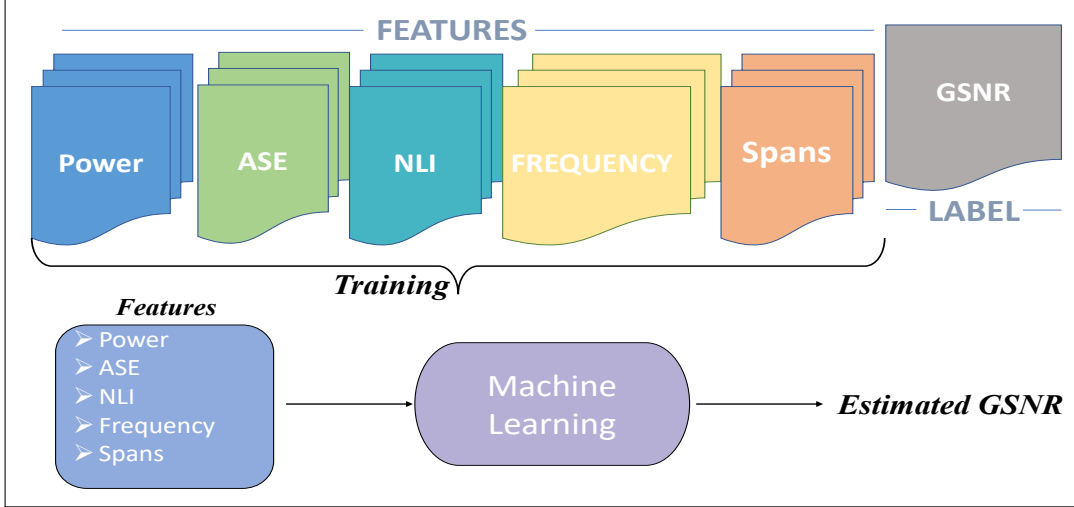 FEATURES
Power
ASE
NLI
FREQUENCY
Spans
GSNR
LABEL
Training
Features
➢ Power
➢ ASE
➢ NLI
➢ Frequency
➢ Spans
Machine
Learning
Estimated GSNR